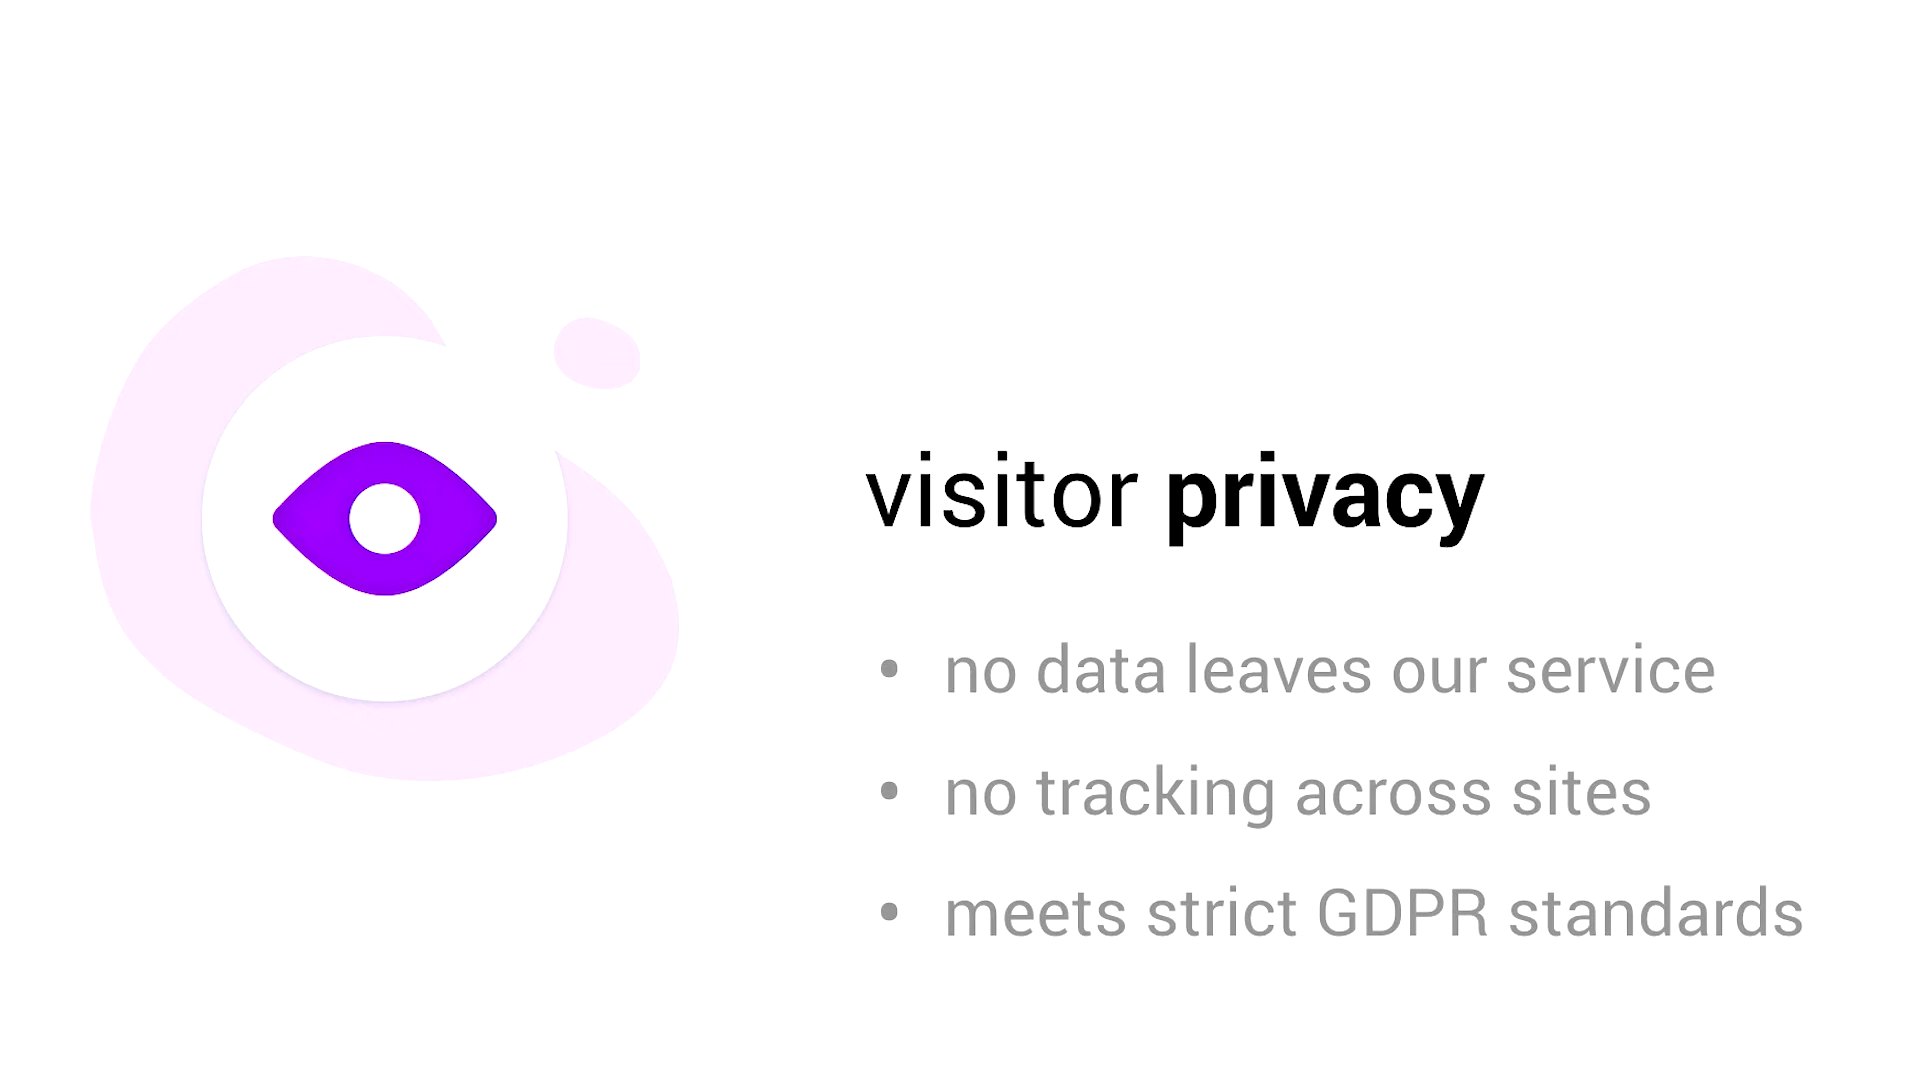 visitor privacy
• no data leaves our service
• no tracking across sites
• meets strict GDPR standards